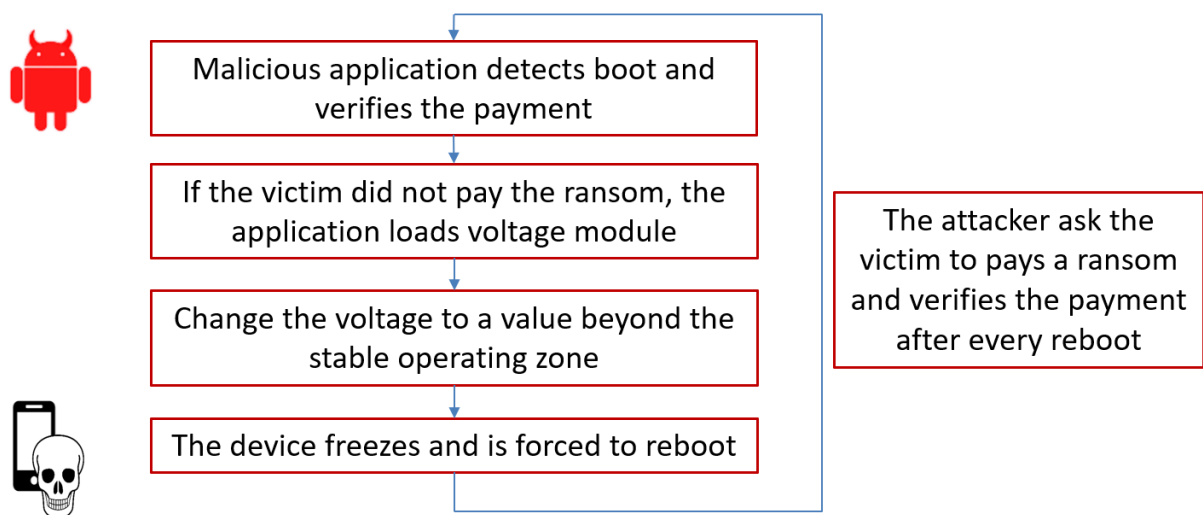 Malicious application detects boot and
verifies the payment
If the victim did not pay the ransom, the
application loads voltage module
Change the voltage to a value beyond the
stable operating zone
The device freezes and is forced to reboot
The attacker ask the
victim to pays a ransom
and verifies the payment
after every reboot